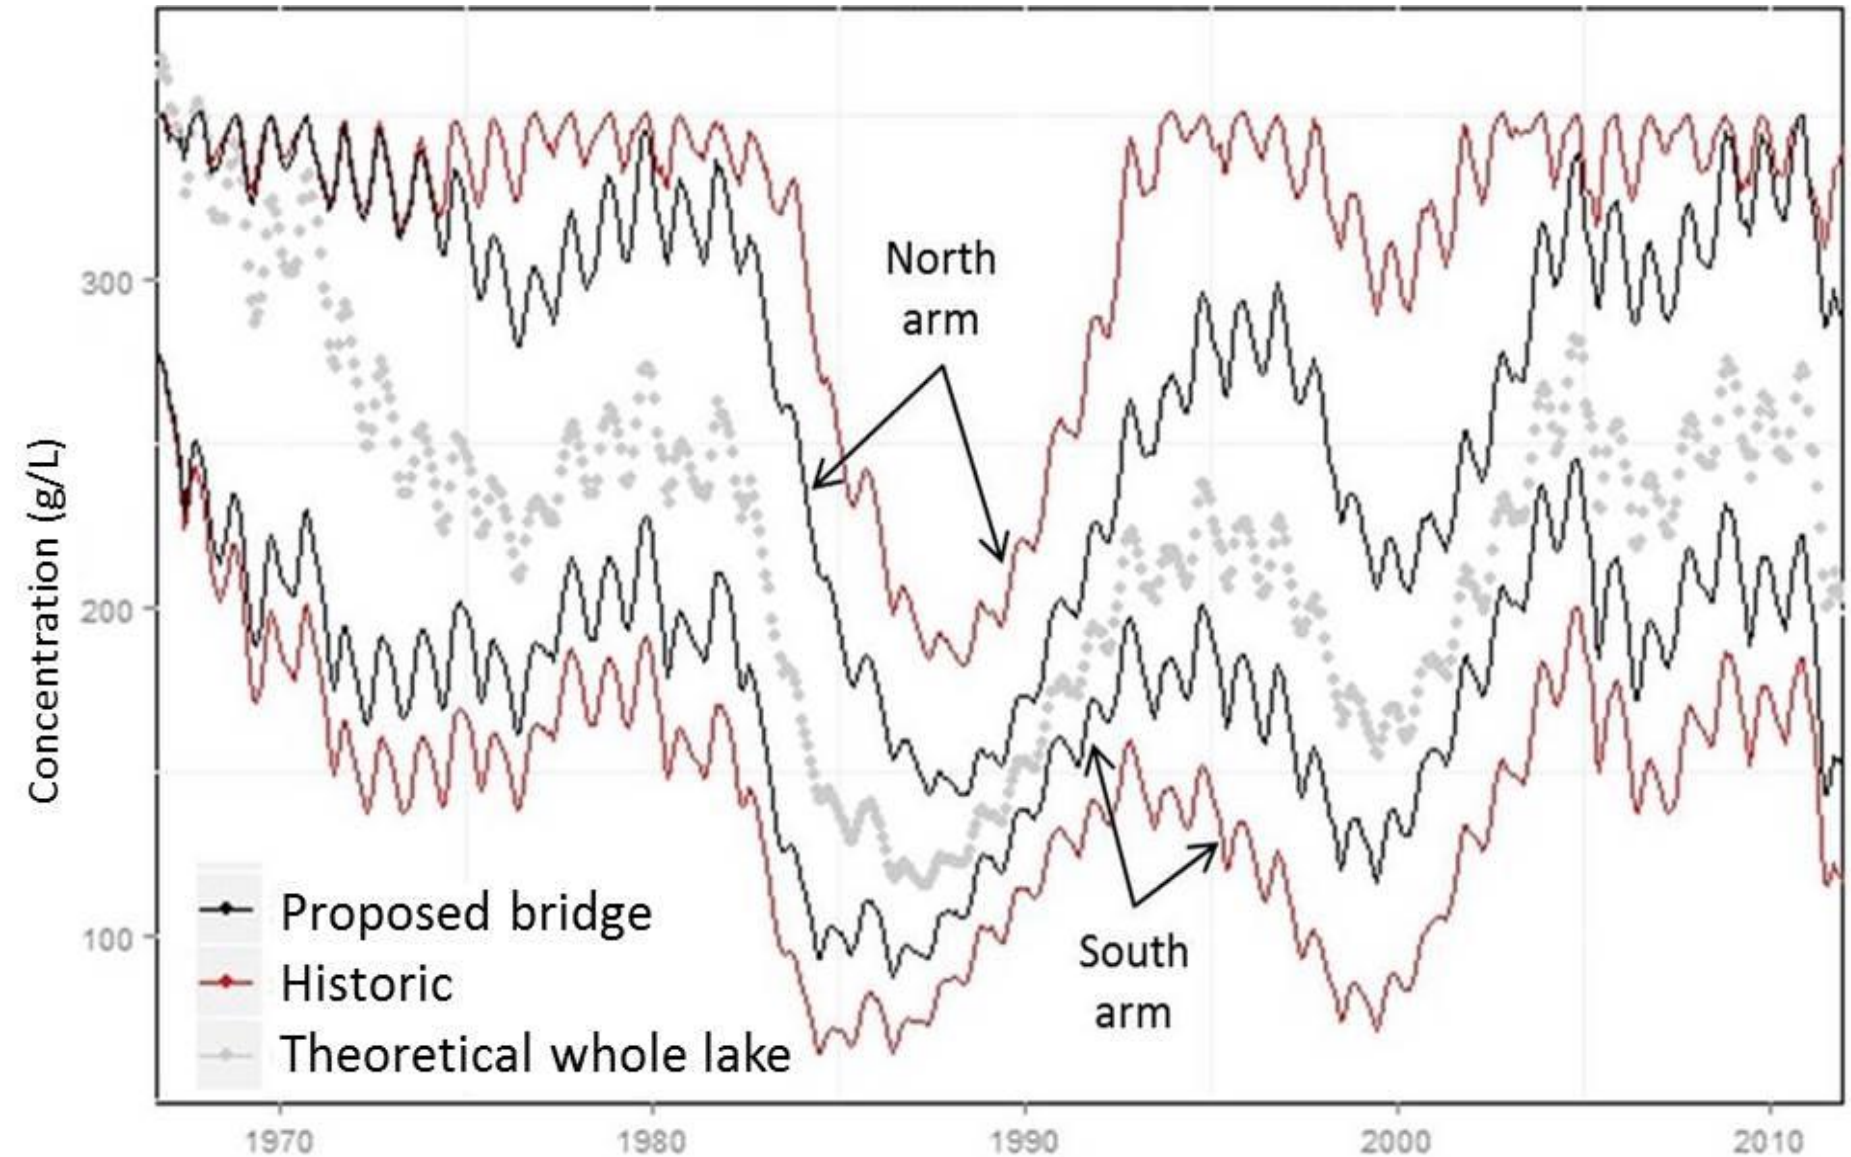 Concentration (g/L)
300
200
100
North
arm
South
arm
Proposed bridge
Historic
Theoretical whole lake
1970
1980
1990
2000
2010